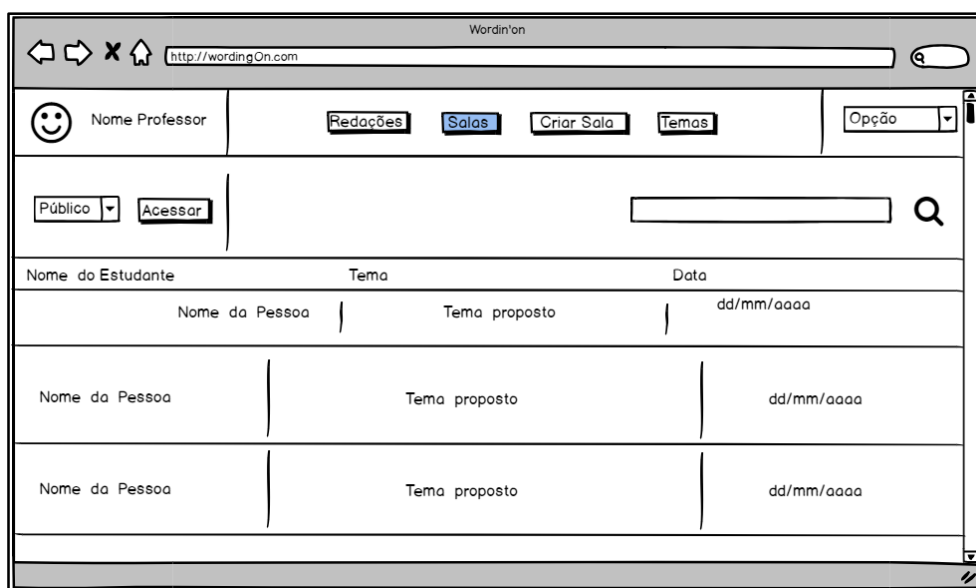 Wordin'on
http://wordingOn.com
Nome Professor Redações Salas Criar Sala Temas Opção
Público Acessar
Nome do Estudante Tema Data
Nome da Pessoa Tema proposto dd/mm/aaaa
Nome da Pessoa Tema proposto dd/mm/aaaa
Nome da Pessoa Tema proposto dd/mm/aaaa